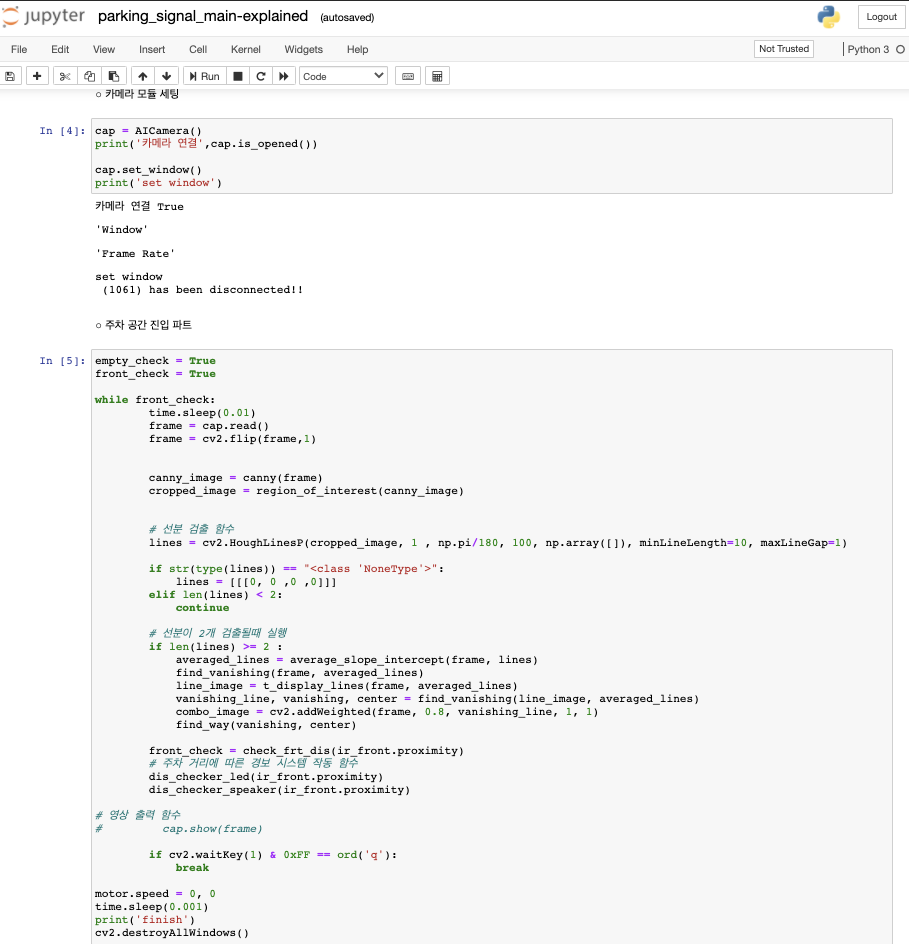 jupyter parking_signal_main-explained (autosaved) Logout
File Edit View Insert Cell Kernel Widgets Help Not Trusted Python 3
Run Code
카메라 모듈 세팅
In [4]: cap = AICamera()
print('카메라 연결',cap.is_opened())
cap.set_window()
print('set window')
카메라 연결 True
'Window'
'Frame Rate'
set window
(1061) has been disconnected!!
주차 공간 진입 파트
In [5]: empty_check = True
front_check = True
while front_check:
time.sleep(0.01)
frame = cap.read()
frame = cv2.flip(frame,1)
canny_image = canny(frame)
cropped_image = region_of_interest(canny_image)
# 선분 검출 함수
lines = cv2.HoughLinesP(cropped_image, 1 , np.pi/180, 100, np.array([]), minLineLength=10, maxLineGap=1)
if str(type(lines)) == "<class 'NoneType'>":
lines = [[[0, 0 ,0 ,0]]]
elif len(lines) < 2:
continue
# 선분이 2개 검출될때 실행
if len(lines) >= 2 :
averaged_lines = average_slope_intercept(frame, lines)
find_vanishing(frame, averaged_lines)
line_image = t_display_lines(frame, averaged_lines)
vanishing_line, vanishing, center = find_vanishing(line_image, averaged_lines)
combo_image = cv2.addWeighted(frame, 0.8, vanishing_line, 1, 1)
find_way(vanishing, center)
front_check = check_frt_dis(ir_front.proximity)
# 주차 거리에 따른 경보 시스템 작동 함수
dis_checker_led(ir_front.proximity)
dis_checker_speaker(ir_front.proximity)
# 영상 출력 함수
# cap.show(frame)
if cv2.waitKey(1) & 0xFF == ord('q'):
break
motor.speed = 0, 0
time.sleep(0.001)
print('finish')
cv2.destroyAllWindows()